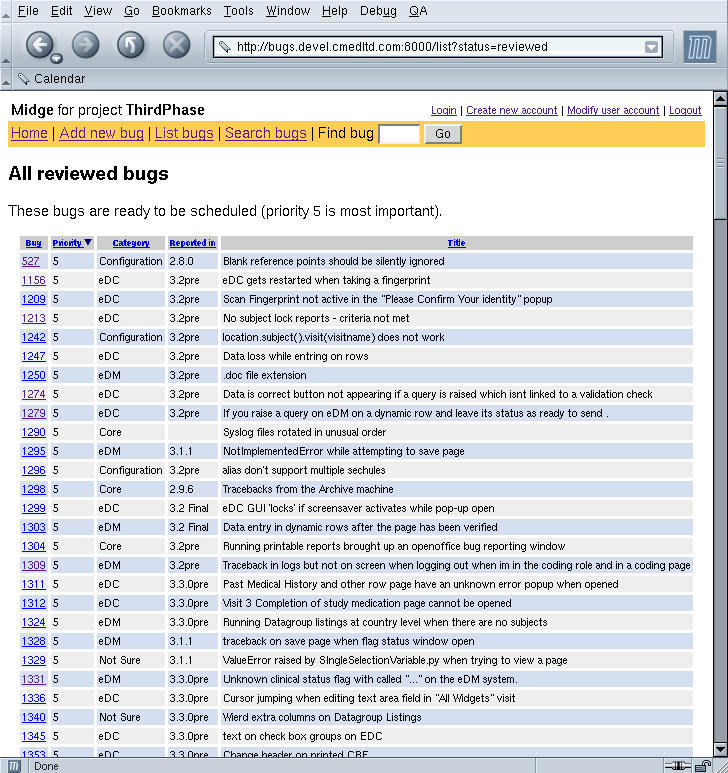 File Edit View Go Bookmarks Tools Window Help Debug QA
http://bugs.devel.cmedltd.com:8000/list?status=reviewed
Calendar
Midge for project ThirdPhase Login | Create new account | Modify user account | Logout
Home | Add new bug | List bugs | Search bugs | Find bug Go
All reviewed bugs
These bugs are ready to be scheduled (priority 5 is most important).
Bug Priority ▼ Category Reported in Title
527 5 Configuration 2.8.0 Blank reference points should be silently ignored
1156 5 eDC 3.2pre eDC gets restarted when taking a fingerprint
1209 5 eDC 3.2pre Scan Fingerprint not active in the "Please Confirm Your identity" popup
1213 5 eDC 3.2pre No subject lock reports - criteria not met
1242 5 Configuration 3.2pre location.subject().visit(visitname) does not work
1247 5 eDC 3.2pre Data loss while entring on rows
1250 5 eDM 3.2pre .doc file extension
1274 5 eDC 3.2pre Data is correct button not appearing if a query is raised which isnt linked to a validation check
1279 5 eDC 3.2pre If you raise a query on eDM on a dynamic row and leave its status as ready to send .
1290 5 Core Syslog files rotated in unusual order
1295 5 eDM 3.1.1 NotImplementedError while attempting to save page
1296 5 Configuration 3.2pre alias don't support multiple sechules
1298 5 Core 2.9.6 Tracebacks from the Archive machine
1299 5 eDC 3.2 Final eDC GUI 'locks' if screensaver activates while pop-up open
1303 5 eDM 3.2 Final Data entry in dynamic rows after the page has been verified
1304 5 Core 3.2pre Running printable reports brought up an openoffice bug reporting window
1309 5 eDM 3.2pre Traceback in logs but not on screen when logging out when im in the coding role and in a coding page
1311 5 eDC 3.3.0pre Past Medical History and other row page have an unknown error popup when opened
1312 5 eDC 3.3.0pre Visit 3 Completion of study medication page cannot be opened
1324 5 eDM 3.3.0pre Running Datagroup listings at country level when there are no subjects
1328 5 eDM 3.1.1 traceback on save page when flag status window open
1329 5 Not Sure 3.1.1 ValueError raised by SIngleSelectionVariable.py when trying to view a page
1331 5 eDM 3.3.0pre Unknown clinical status flag with called "..." on the eDM system.
1336 5 eDC 3.3.0pre Cursor jumping when editing text area field in "All Widgets" visit
1340 5 Not Sure 3.3.0pre Wierd extra columns on Datagroup Listings
1345 5 eDC 3.3.0pre text on check box groups on EDC
1353 5 eDC 3.3.0pre Change header on printed CRF
Done